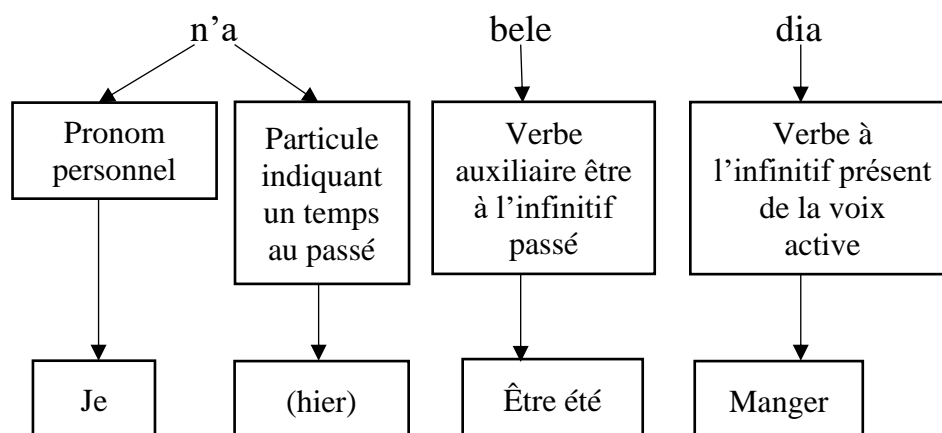 n’a bele dia
Pronom
personnel
Particule
indiquant
un temps
au passé
Verbe
auxiliaire être
à l’infinitif
passé
Verbe à
l’infinitif présent
de la voix
active
Je
(hier)
Être été
Manger